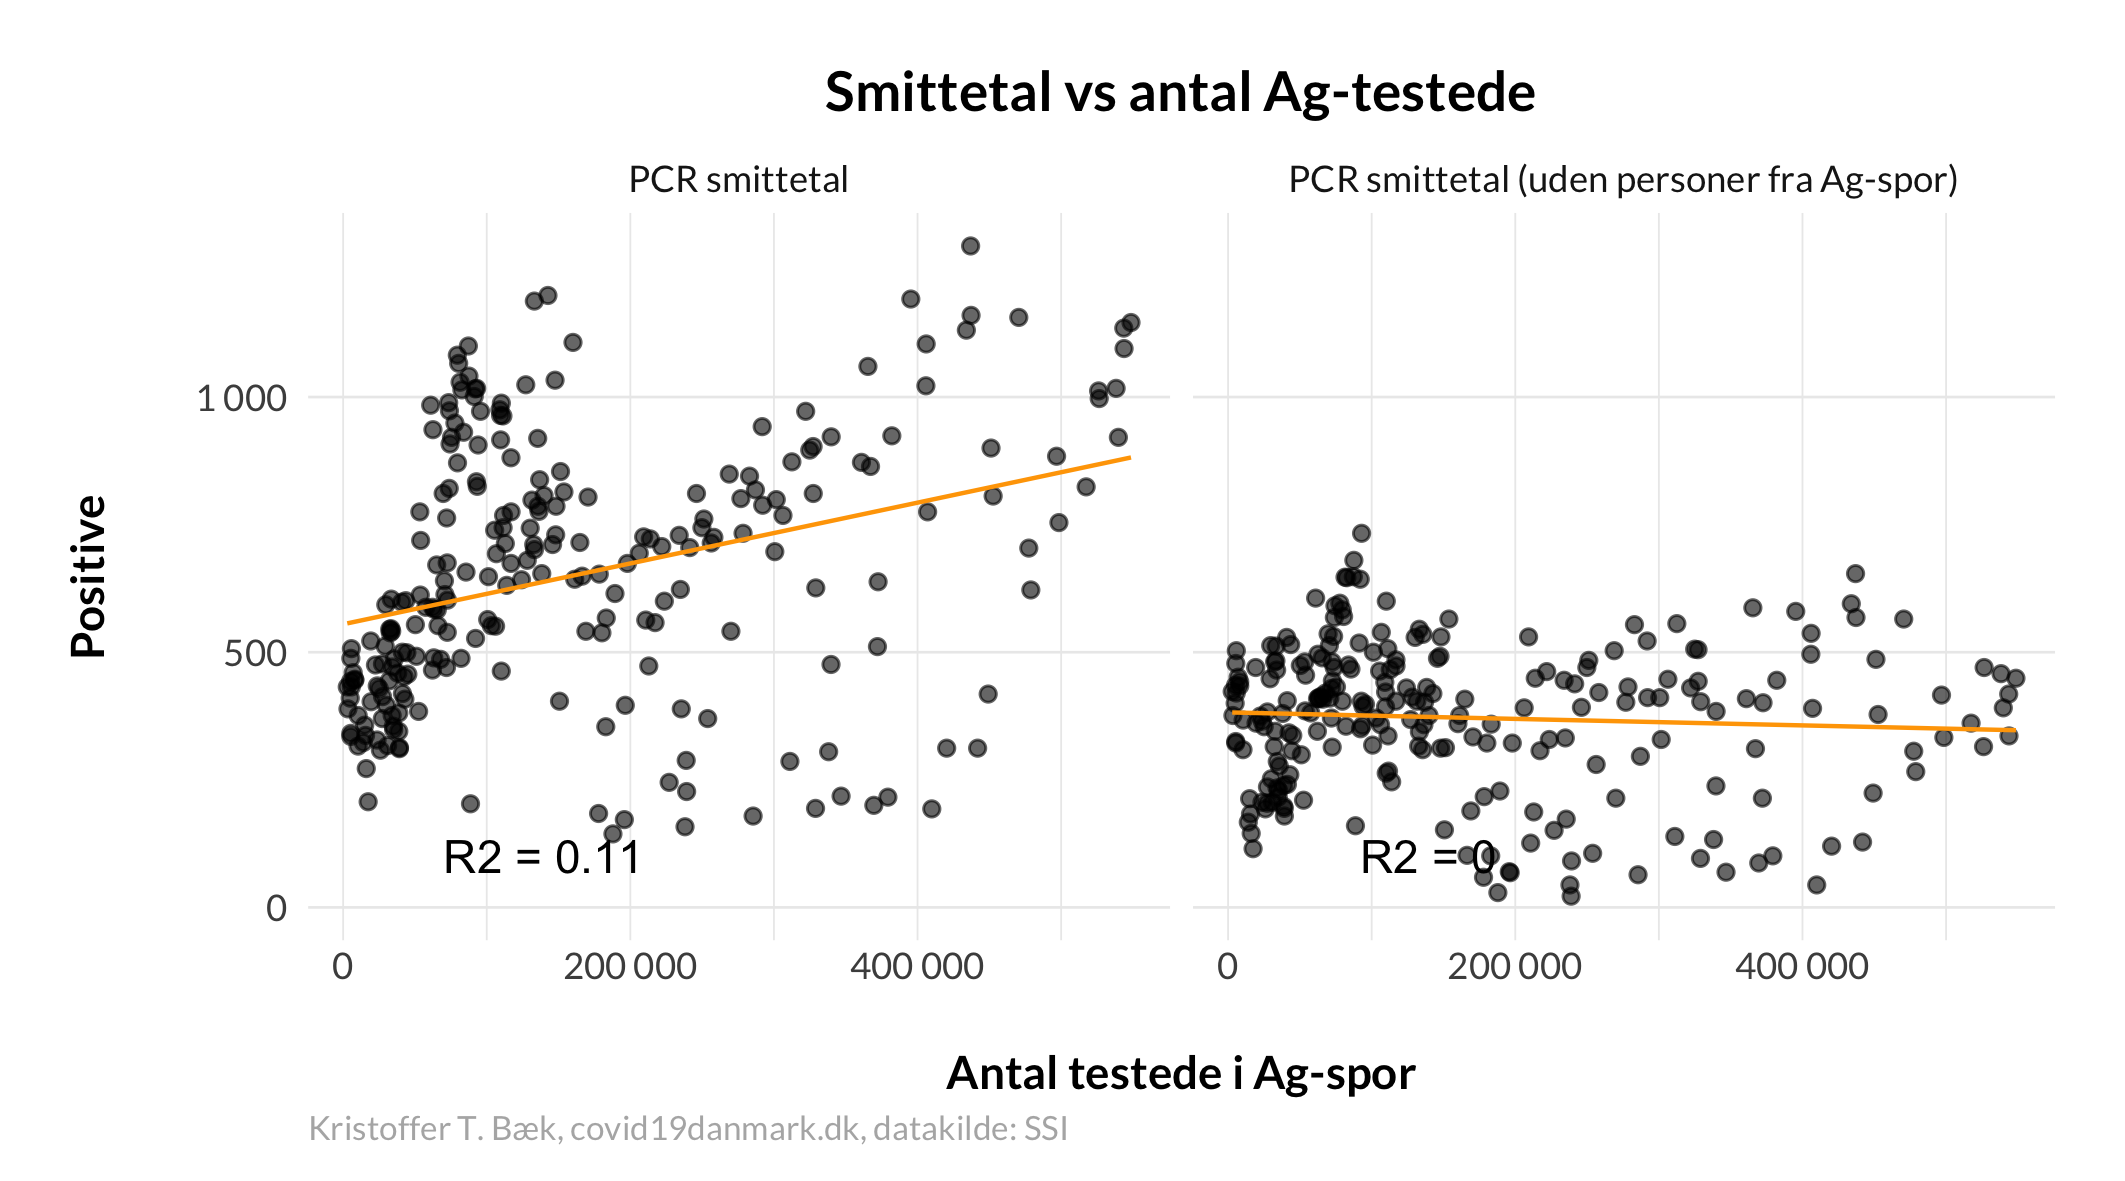 Smittetal vs antal Ag-testede
PCR smittetal
PCR smittetal (uden personer fra Ag-spor)
Positive
1 000
500
0
R2 = 0.11
R2 = 0
0
200 000
400 000
0
200 000
400 000
Antal testede i Ag-spor
Kristoffer T. Bæk, covid19danmark.dk, datakilde: SSI